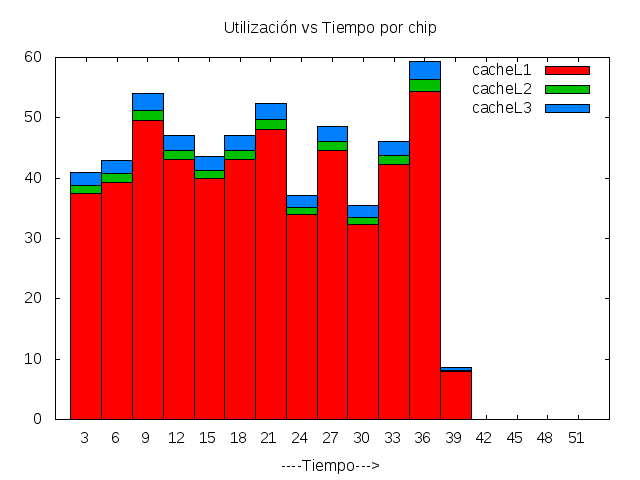 Utilización vs Tiempo por chip
60
50
40
30
20
10
0
cacheL1
cacheL2
cacheL3
3 6 9 12 15 18 21 24 27 30 33 36 39 42 45 48 51
----Tiempo--->